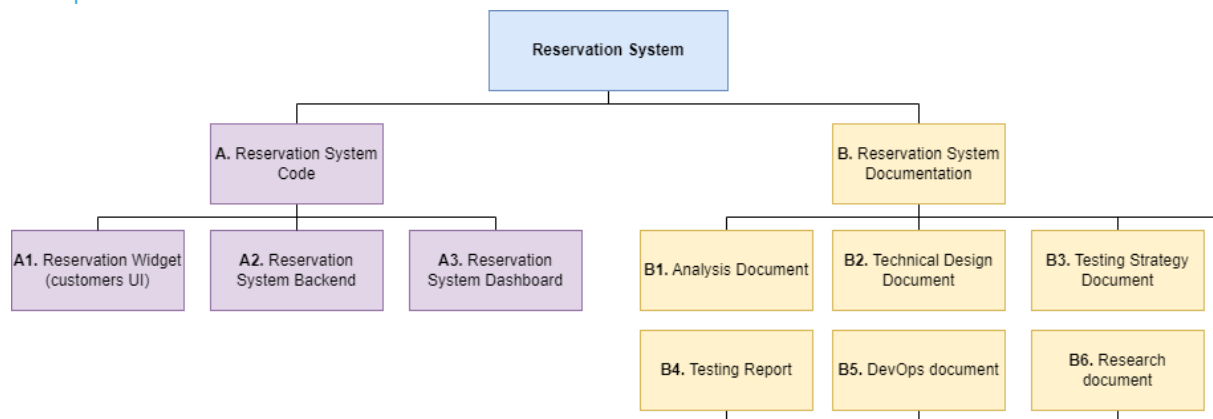 Reservation System
A. Reservation System
Code
B. Reservation System
Documentation
A1. Reservation Widget
(customers UI)
A2. Reservation
System Backend
A3. Reservation
System Dashboard
B1. Analysis Document
B2. Technical Design
Document
B3. Testing Strategy
Document
B4. Testing Report
B5. DevOps document
B6. Research
document